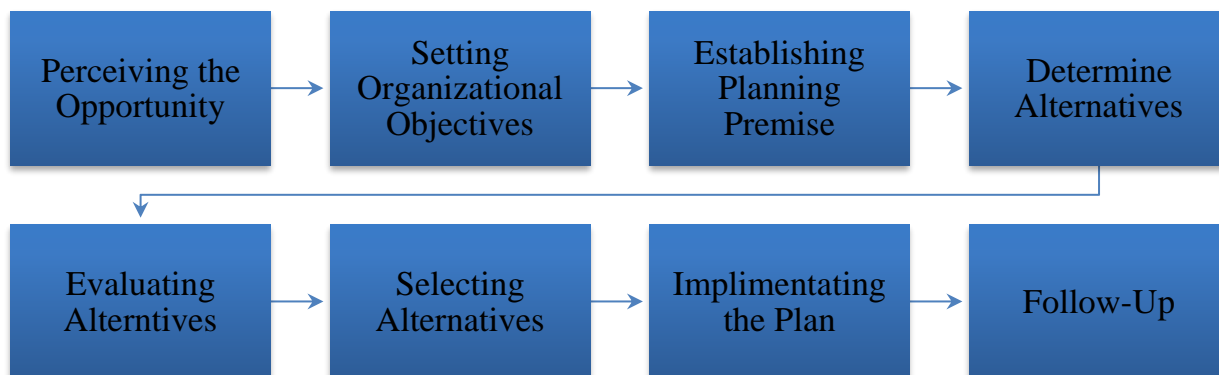 Perceiving the
Opportunity
Setting
Organizational
Objectives
Establishing
Planning
Premise
Determine
Alternatives
Evaluating
Alterntives
Selecting
Alternatives
Implimentating
the Plan
Follow-Up